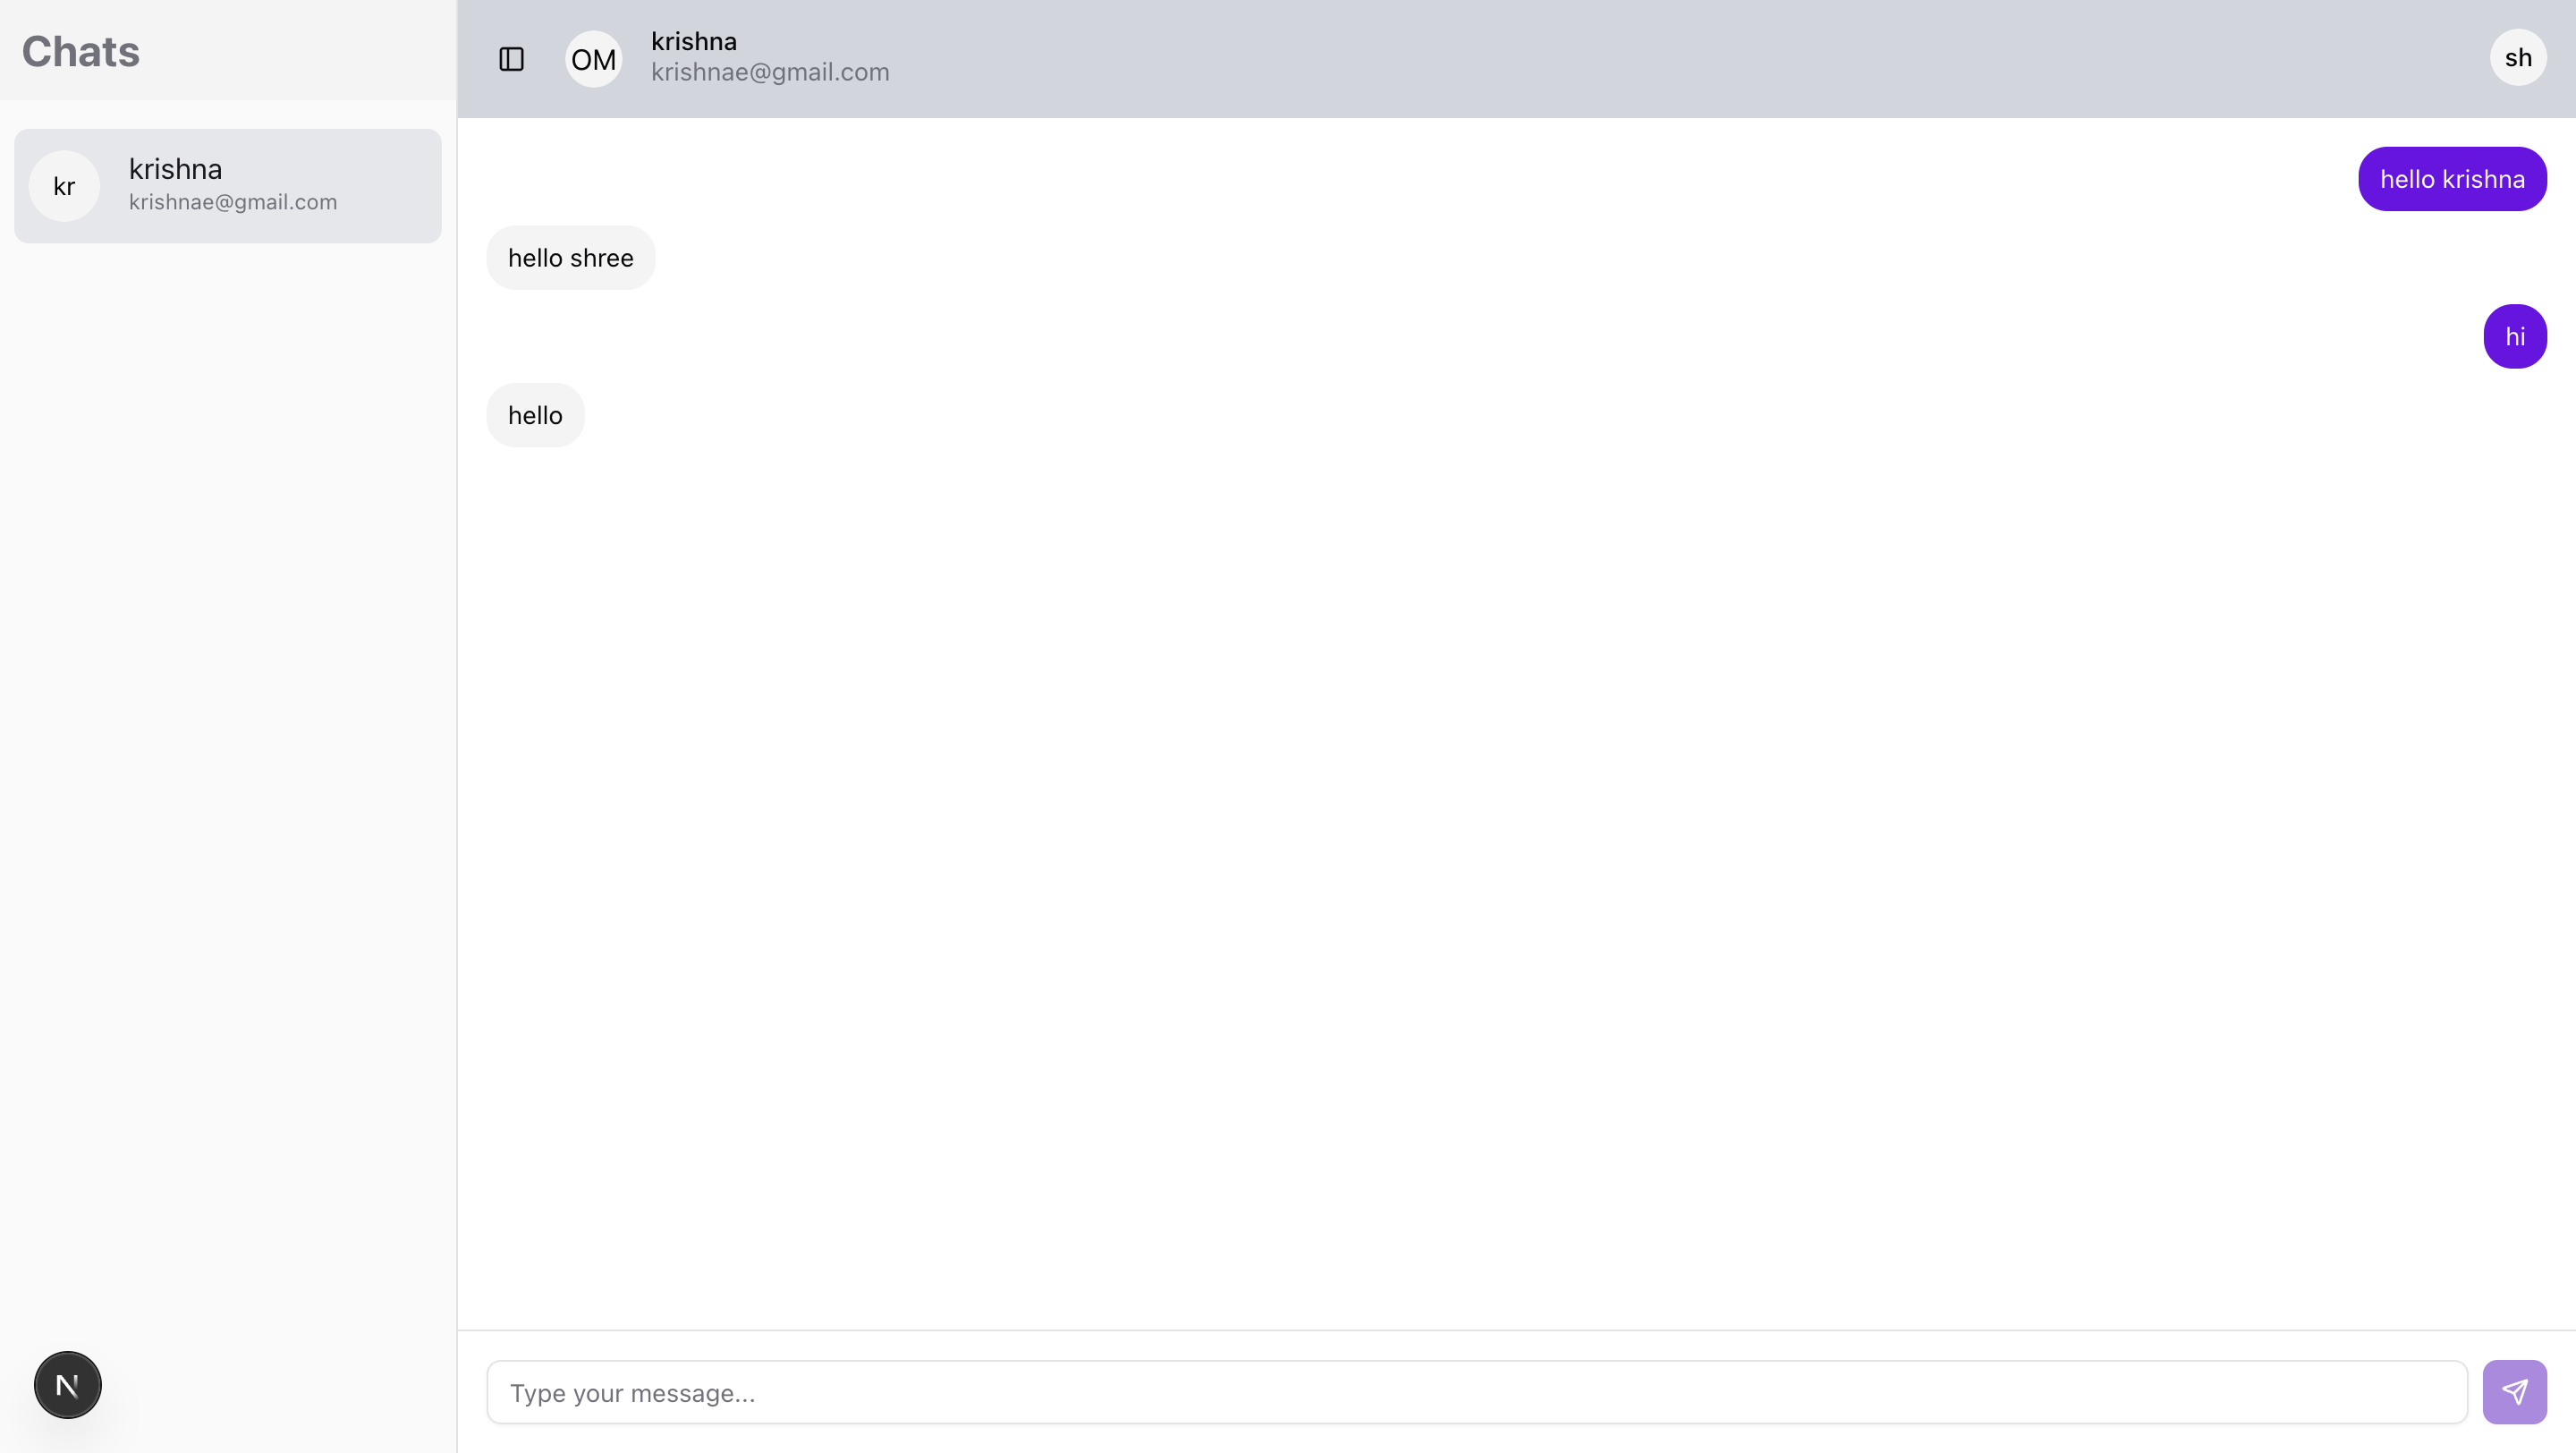 Chats
kr
krishna
krishnae@gmail.com
OM
krishna
krishnae@gmail.com
sh
hello krishna
hello shree
hi
hello
Type your message...
N